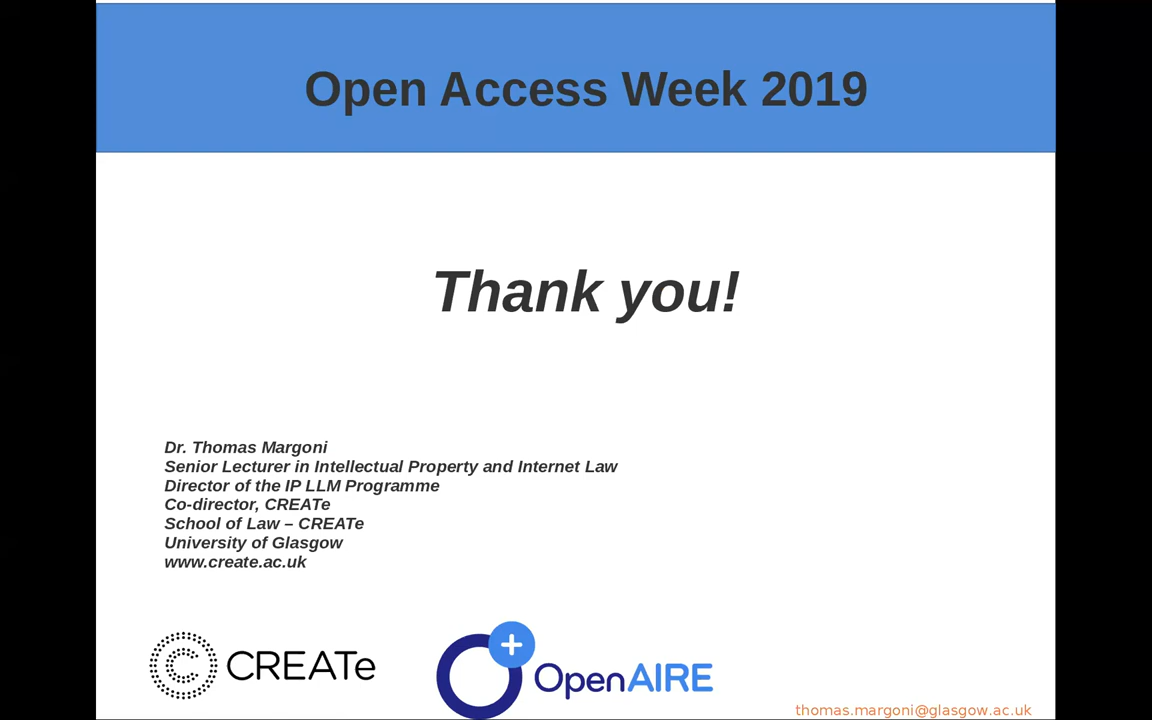 Open Access Week 2019
Thank you!
Dr. Thomas Margoni
Senior Lecturer in Intellectual Property and Internet Law
Director of the IP LLM Programme
Co-director, CREATe
School of Law – CREATe
University of Glasgow
www.create.ac.uk
CREATe
OpenAIRE
thomas.margoni@glasgow.ac.uk